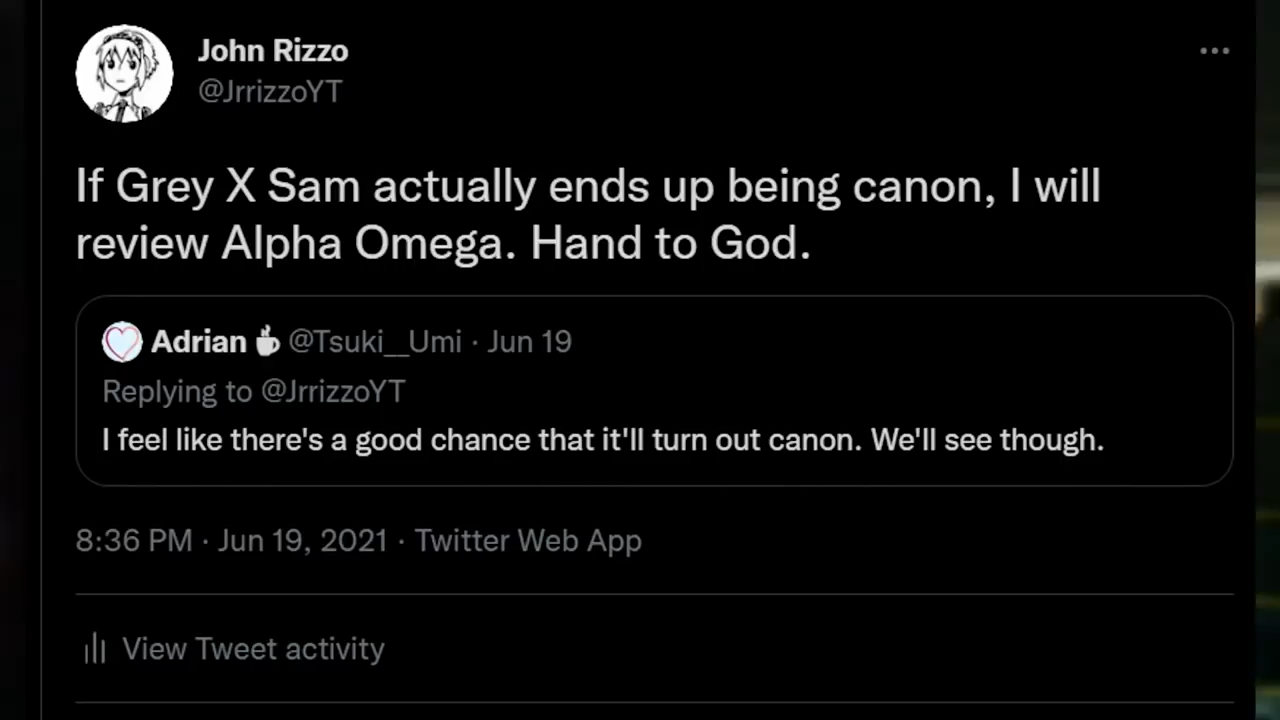 John Rizzo
@JrrizzoYT
If Grey X Sam actually ends up being canon, I will
review Alpha Omega. Hand to God.
Adrian @Tsuki__Umi · Jun 19
Replying to @JrrizzoYT
I feel like there's a good chance that it'll turn out canon. We'll see though.
8:36 PM · Jun 19, 2021 · Twitter Web App
View Tweet activity